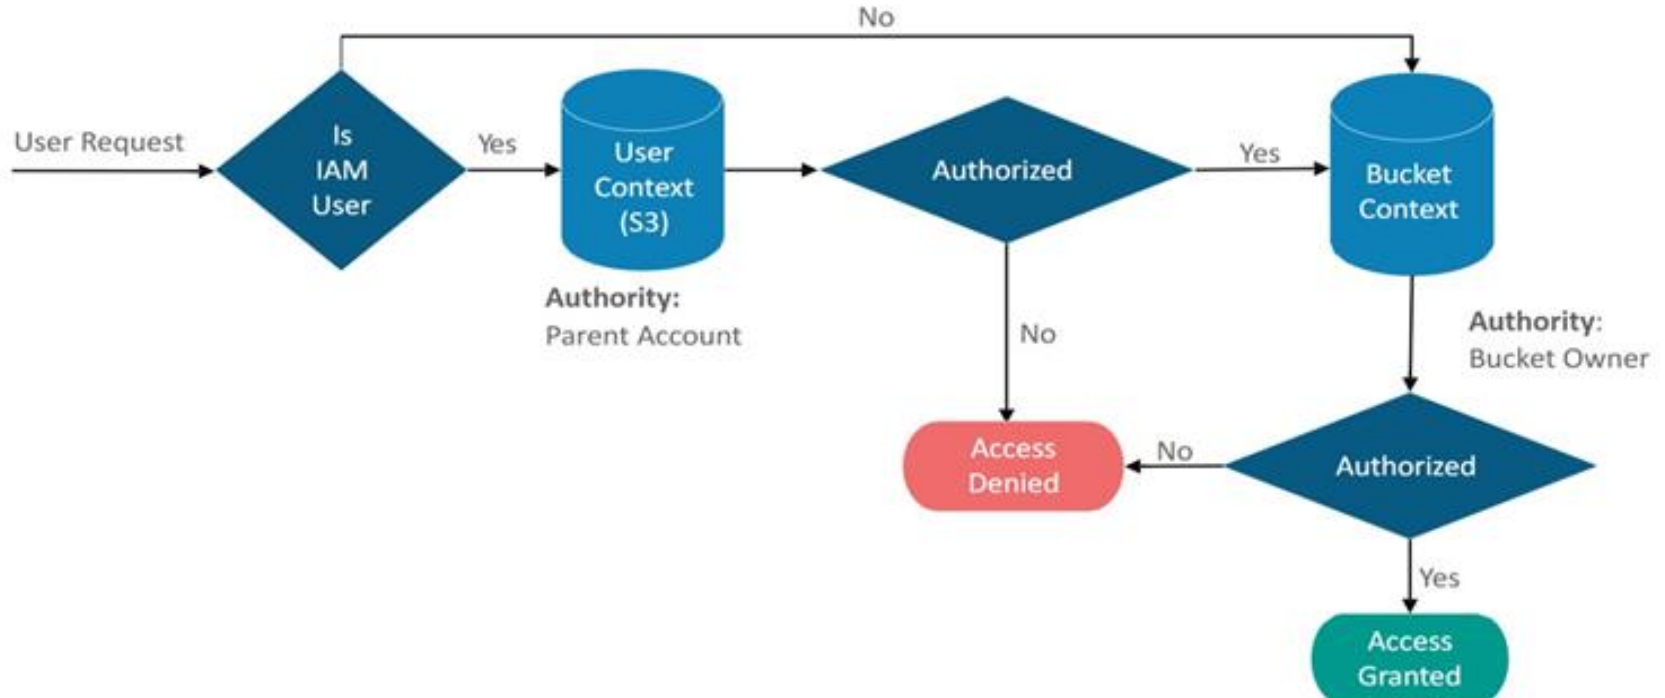 No
User Request
Is
IAM
User
Yes
User
Context
(S3)
Authority:
Parent Account
Authorized
Yes
No
Bucket
Context
Authority:
Bucket Owner
Authorized
No
Access
Denied
Yes
Access
Granted